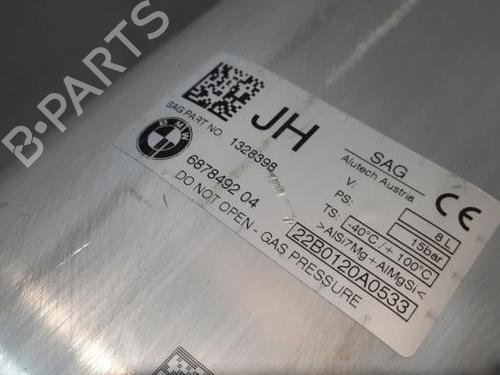 B-PARTS
JH
SAG PART NO. 1328398
BMW
6878492 04
DO NOT OPEN - GAS PRESSURE
SAG
Alutech Austria
CE
V: 8 L
PS: 15bar
TS: -40°C/+100°C
>AlSi7Mg+AlMgSi<
22B0120A0533